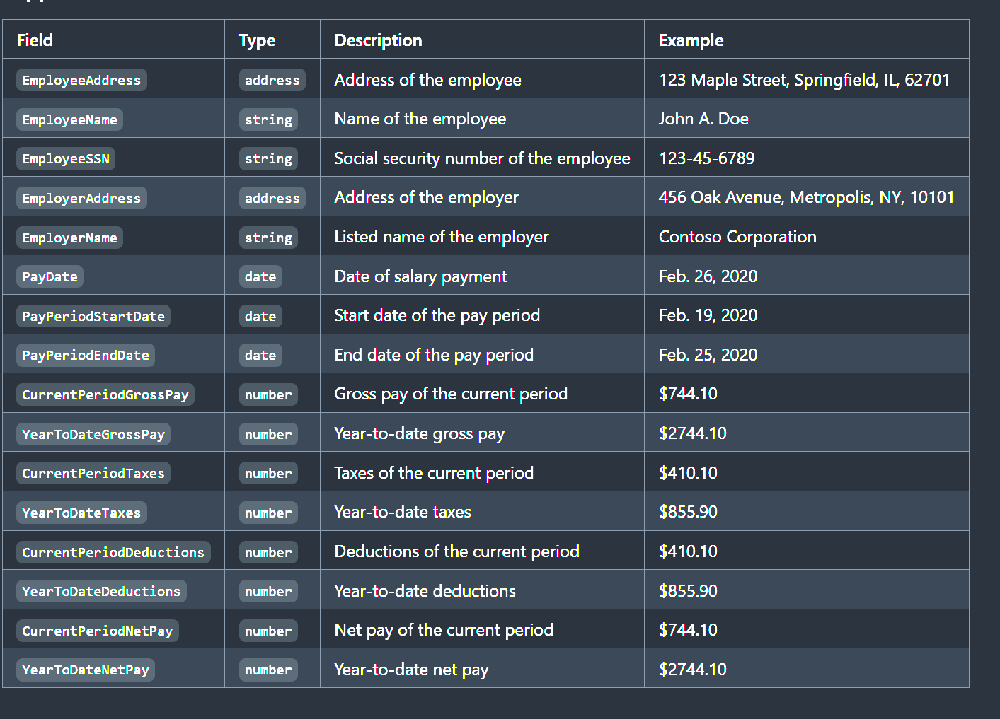 Field Type Description Example
EmployeeAddress address Address of the employee 123 Maple Street, Springfield, IL, 62701
EmployeeName string Name of the employee John A. Doe
EmployeeSSN string Social security number of the employee 123-45-6789
EmployerAddress address Address of the employer 456 Oak Avenue, Metropolis, NY, 10101
EmployerName string Listed name of the employer Contoso Corporation
PayDate date Date of salary payment Feb. 26, 2020
PayPeriodStartDate date Start date of the pay period Feb. 19, 2020
PayPeriodEndDate date End date of the pay period Feb. 25, 2020
CurrentPeriodGrossPay number Gross pay of the current period $744.10
YearToDateGrossPay number Year-to-date gross pay $2744.10
CurrentPeriodTaxes number Taxes of the current period $410.10
YearToDateTaxes number Year-to-date taxes $855.90
CurrentPeriodDeductions number Deductions of the current period $410.10
YearToDateDeductions number Year-to-date deductions $855.90
CurrentPeriodNetPay number Net pay of the current period $744.10
YearToDateNetPay number Year-to-date net pay $2744.10